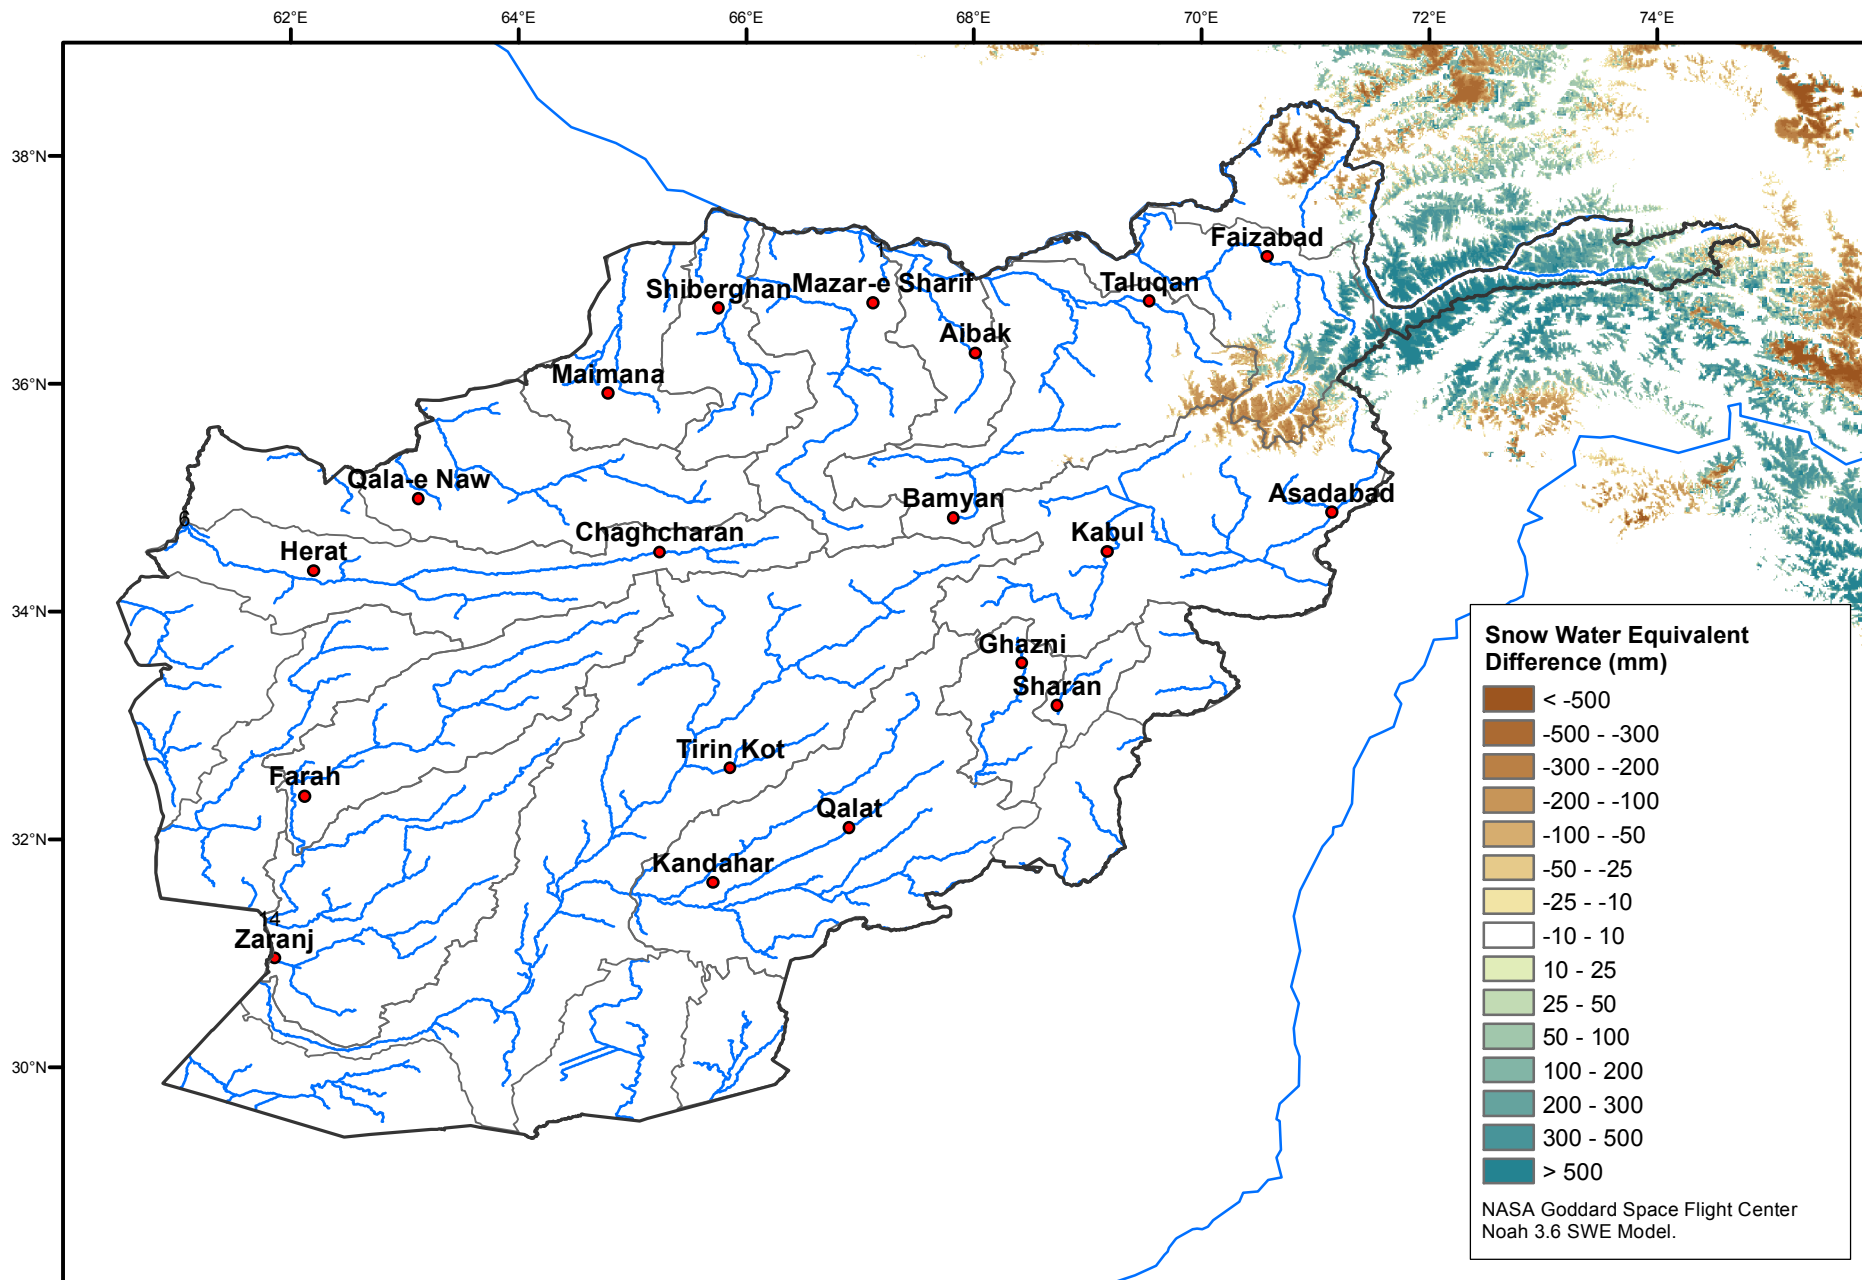 62°E 64°E 66°E 68°E 70°E 72°E 74°E
38°N
36°N
34°N
32°N
30°N
Faizabad
Shiberghan
Mazar-e Sharif
Taluqan
Aibak
Maimana
Qala-e Naw
Bamyan
Asadabad
6
Chaghcharan
Kabul
Herat
Ghazni
Sharan
Tirin Kot
Farah
Qalat
Kandahar
14
Zaranj
Snow Water Equivalent
Difference (mm)
< -500
-500 - -300
-300 - -200
-200 - -100
-100 - -50
-50 - -25
-25 - -10
-10 - 10
10 - 25
25 - 50
50 - 100
100 - 200
200 - 300
300 - 500
> 500
NASA Goddard Space Flight Center
Noah 3.6 SWE Model.